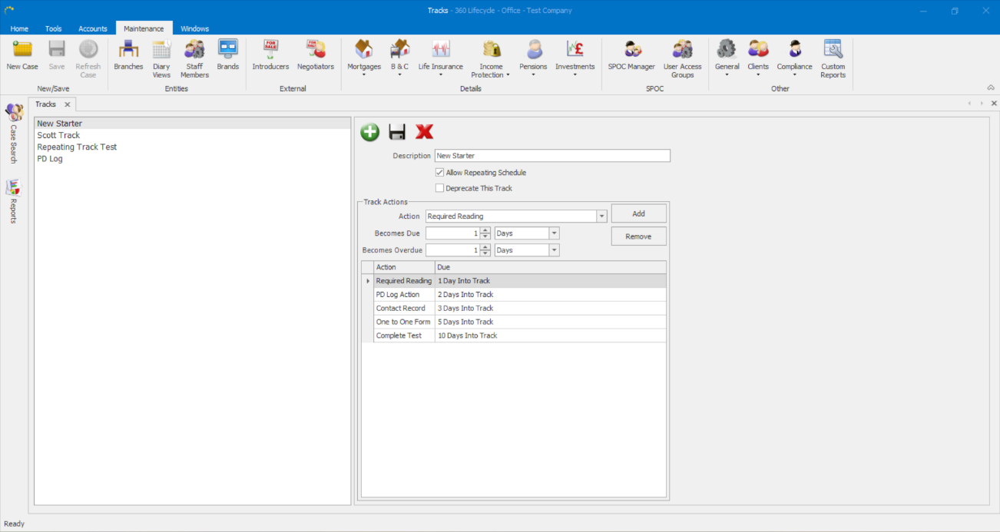 Tracks - 360 Lifecycle - Office - Test Company
Home Tools Accounts Maintenance Windows
New Case Save Refresh Case Branches Diary Views Staff Members Brands Introducers Negotiators Mortgages B & C Life Insurance Income Protection Pensions Investments SPOC Manager User Access Groups General Clients Compliance Custom Reports
New/Save Entities External Details SPOC Other
Tracks
Case Search
Reports
New Starter
Scott Track
Repeating Track Test
PD Log
Description New Starter
Allow Repeating Schedule
Deprecate This Track
Track Actions
Action Required Reading Add
Becomes Due 1 Days Remove
Becomes Overdue 1 Days
Action Due
Required Reading 1 Day Into Track
PD Log Action 2 Days Into Track
Contact Record 3 Days Into Track
One to One Form 5 Days Into Track
Complete Test 10 Days Into Track
Ready